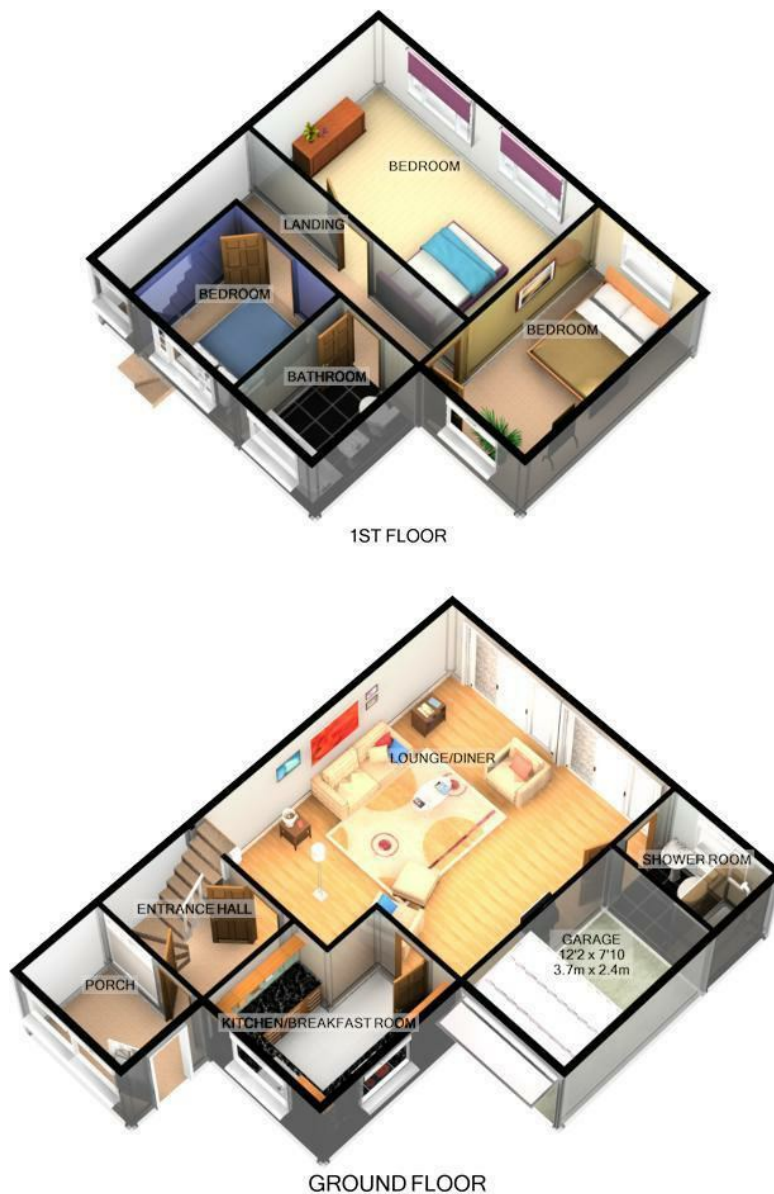 BEDROOM
LANDING
BEDROOM
BEDROOM
BATHROOM
1ST FLOOR
LOUNGE/DINER
SHOWER ROOM
ENTRANCE HALL
GARAGE
12'2 x 7'10
3.7m x 2.4m
PORCH
KITCHEN/BREAKFAST ROOM
GROUND FLOOR